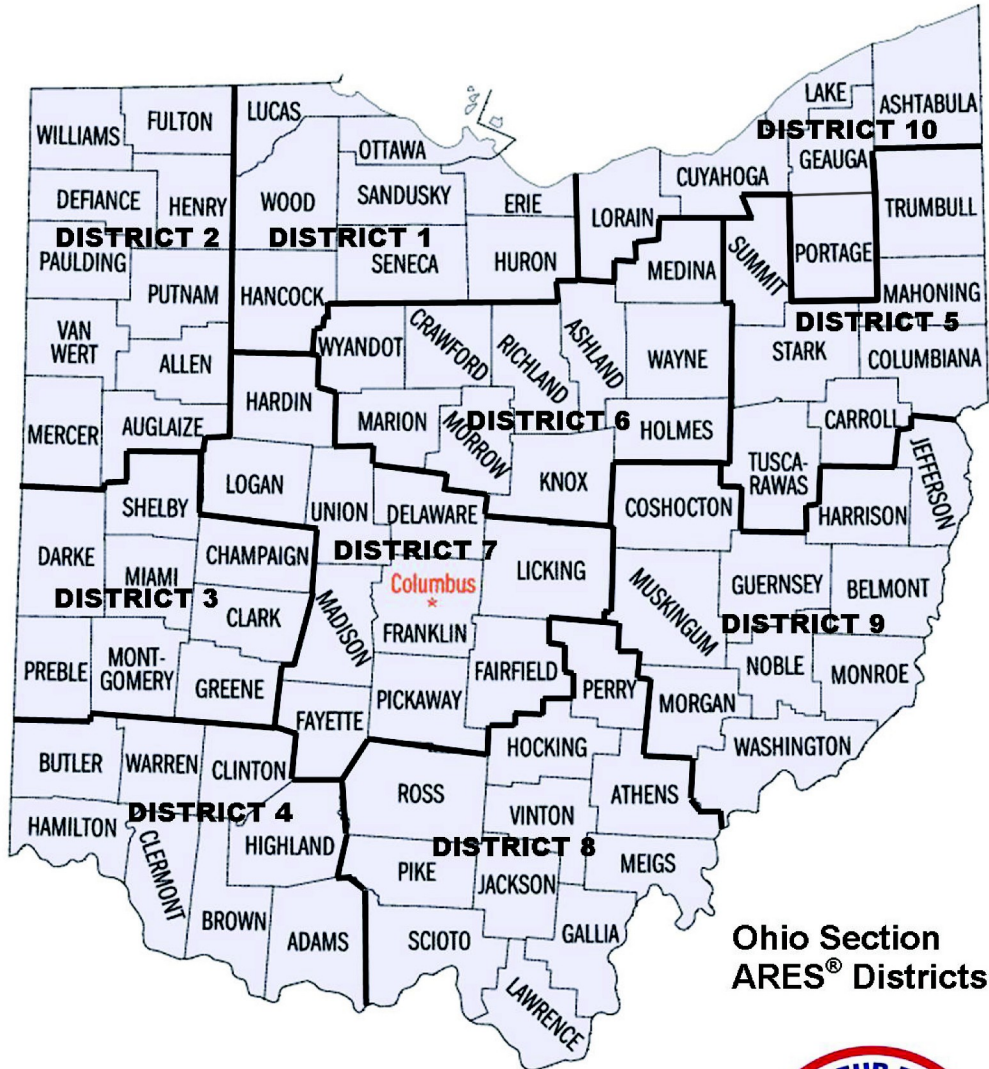 LAKE
ASHTABULA
DISTRICT 10
GEAUGA
LUCAS
FULTON
WILLIAMS
OTTAWA
CUYAHOGA
SANDUSKY
DEFIANCE
HENRY
WOOD
ERIE
LORAIN
TRUMBULL
DISTRICT 2
DISTRICT 1
SUMMIT
PORTAGE
PAULDING
SENECA
HURON
MEDINA
PUTNAM
HANCOCK
MAHONING
DISTRICT 5
VAN
WERT
WYANDOT
CRAWFORD
RICHLAND
ASHLAND
WAYNE
STARK
COLUMBIANA
ALLEN
HARDIN
MERCER
AUGLAIZE
MARION
MORROW
DISTRICT 6
HOLMES
CARROLL
JEFFERSON
TUSCA-
RAWAS
LOGAN
KNOX
SHELBY
UNION
DELAWARE
COSHOCTON
HARRISON
DARKE
CHAMPAIGN
DISTRICT 7
MIAMI
LICKING
Columbus
*
GUERNSEY
BELMONT
DISTRICT 3
CLARK
MADISON
MUSKINGUM
DISTRICT 9
FRANKLIN
PREBLE
MONT-
GOMERY
GREENE
FAIRFIELD
NOBLE
MONROE
PERRY
PICKAWAY
MORGAN
FAYETTE
HOCKING
WASHINGTON
BUTLER
WARREN
CLINTON
ROSS
ATHENS
DISTRICT 4
VINTON
HAMILTON
HIGHLAND
DISTRICT 8
CLERMONT
PIKE
MEIGS
JACKSON
BROWN
ADAMS
SCIOTO
GALLIA
LAWRENCE
Ohio Section
ARES® Districts